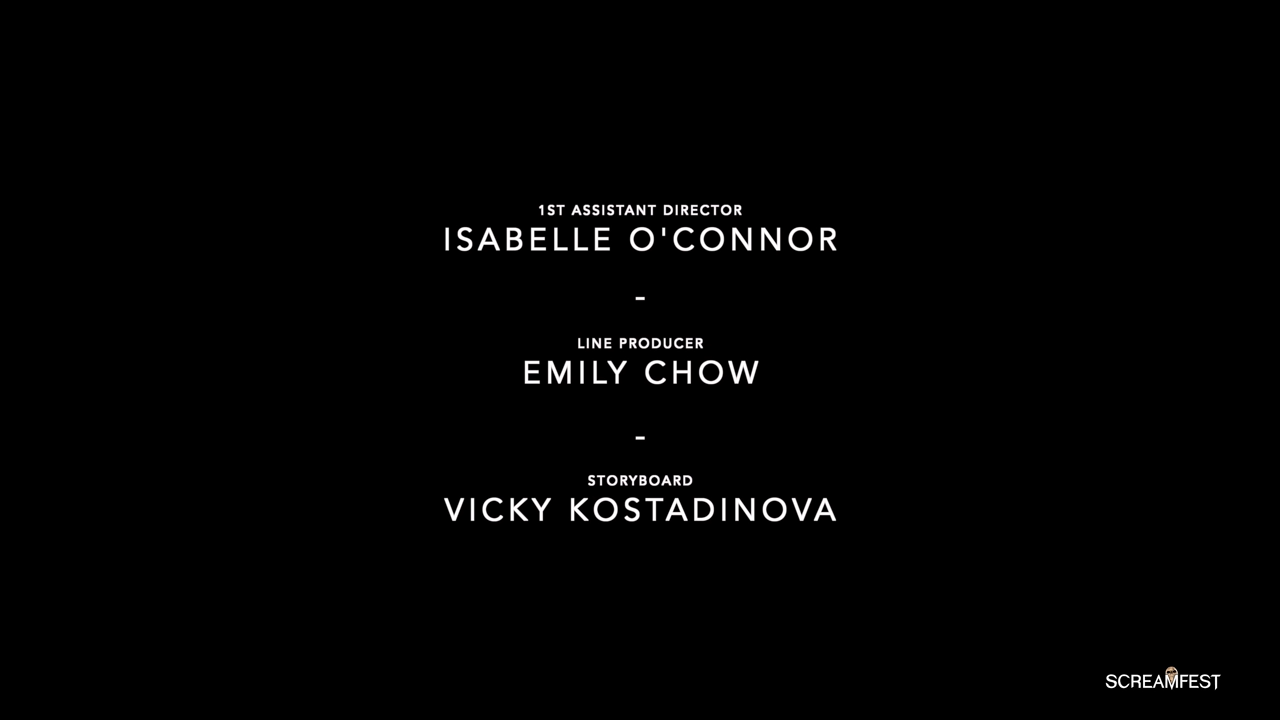 1ST ASSISTANT DIRECTOR
ISABELLE O'CONNOR
-
LINE PRODUCER
EMILY CHOW
-
STORYBOARD
VICKY KOSTADINOVA
SCREAMFEST